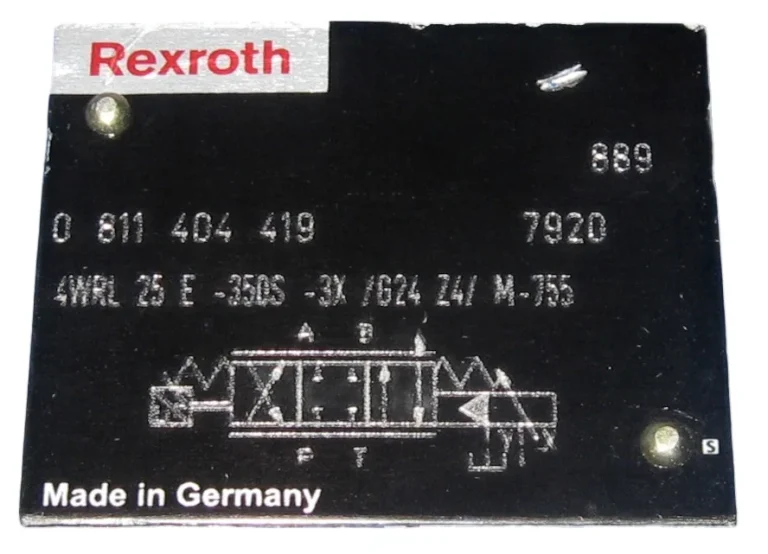 Rexroth
889
0 811 404 419 7920
4WRL 25 E -350S -3X /G24 Z4/ M-755
A B
P T
Y X
Made in Germany
S